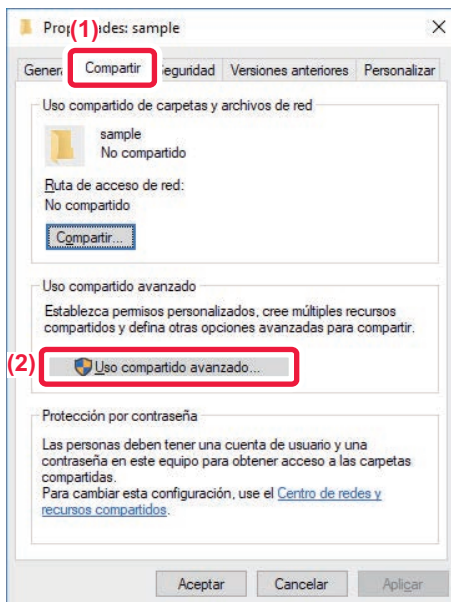 Prop
ades: sample
(1)
Genera
Compartir
eguridad
Versiones anteriores
Personalizar
Uso compartido de carpetas y archivos de red
sample
No compartido
Ruta de acceso de red:
No compartido
Compartir...
Uso compartido avanzado
Establezca permisos personalizados, cree múltiples recursos
compartidos y defina otras opciones avanzadas para compartir.
(2)
Uso compartido avanzado...
Protección por contraseña
Las personas deben tener una cuenta de usuario y una
contraseña en este equipo para obtener acceso a las carpetas
compartidas.
Para cambiar esta configuración, use el Centro de redes y
recursos compartidos.
Aceptar
Cancelar
Aplicar